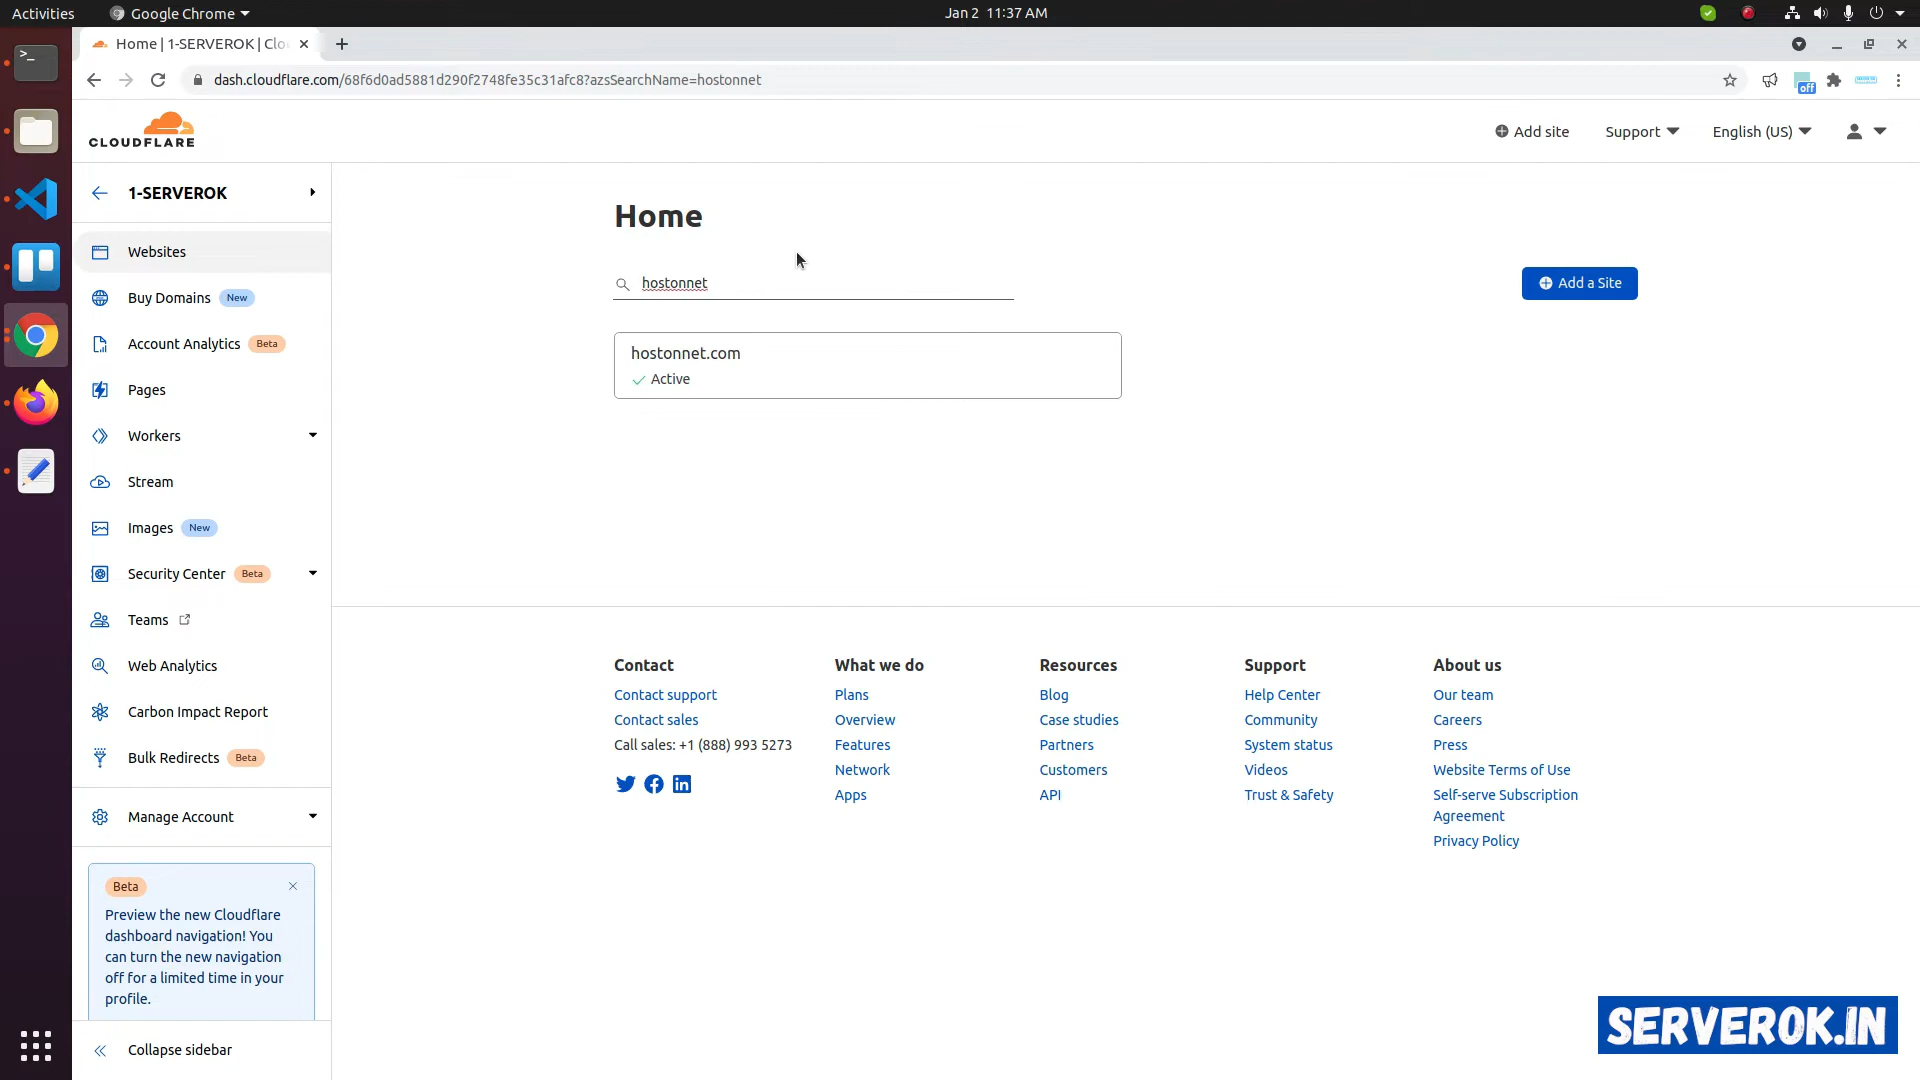 Activities
Google Chrome
Jan 2 11:37 AM
Home | 1-SERVEROK | Clo
dash.cloudflare.com/68f6d0ad5881d290f2748fe35c31afc8?azsSearchName=hostonnet
off
CLOUDFLARE
Add site
Support
English (US)
1-SERVEROK
Websites
Buy Domains New
Account Analytics Beta
Pages
Workers
Stream
Images New
Security Center Beta
Teams
Web Analytics
Carbon Impact Report
Bulk Redirects Beta
Manage Account
Beta
Preview the new Cloudflare
dashboard navigation! You
can turn the new navigation
off for a limited time in your
profile.
Collapse sidebar
Home
hostonnet
Add a Site
hostonnet.com
Active
Contact
Contact support
Contact sales
Call sales: +1 (888) 993 5273
What we do
Plans
Overview
Features
Network
Apps
Resources
Blog
Case studies
Partners
Customers
API
Support
Help Center
Community
System status
Videos
Trust & Safety
About us
Our team
Careers
Press
Website Terms of Use
Self-serve Subscription
Agreement
Privacy Policy
SERVEROK.IN